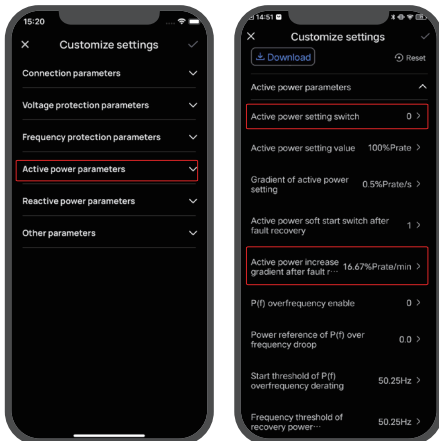 15:20
Customize settings
Connection parameters
Voltage protection parameters
Frequency protection parameters
Active power parameters
Reactive power parameters
Other parameters
14:51
Customize settings
Download
Reset
Active power parameters
Active power setting switch 0
Active power setting value 100%Prate
Gradient of active power
setting 0.5%Prate/s
Active power soft start switch after
fault recovery 1
Active power increase
gradient after fault r··· 16.67%Prate/min
P(f) overfrequency enable 0
Power reference of P(f) over
frequency droop 0.0
Start threshold of P(f)
overfrequency derating 50.25Hz
Frequency threshold of
recovery power··· 50.25Hz